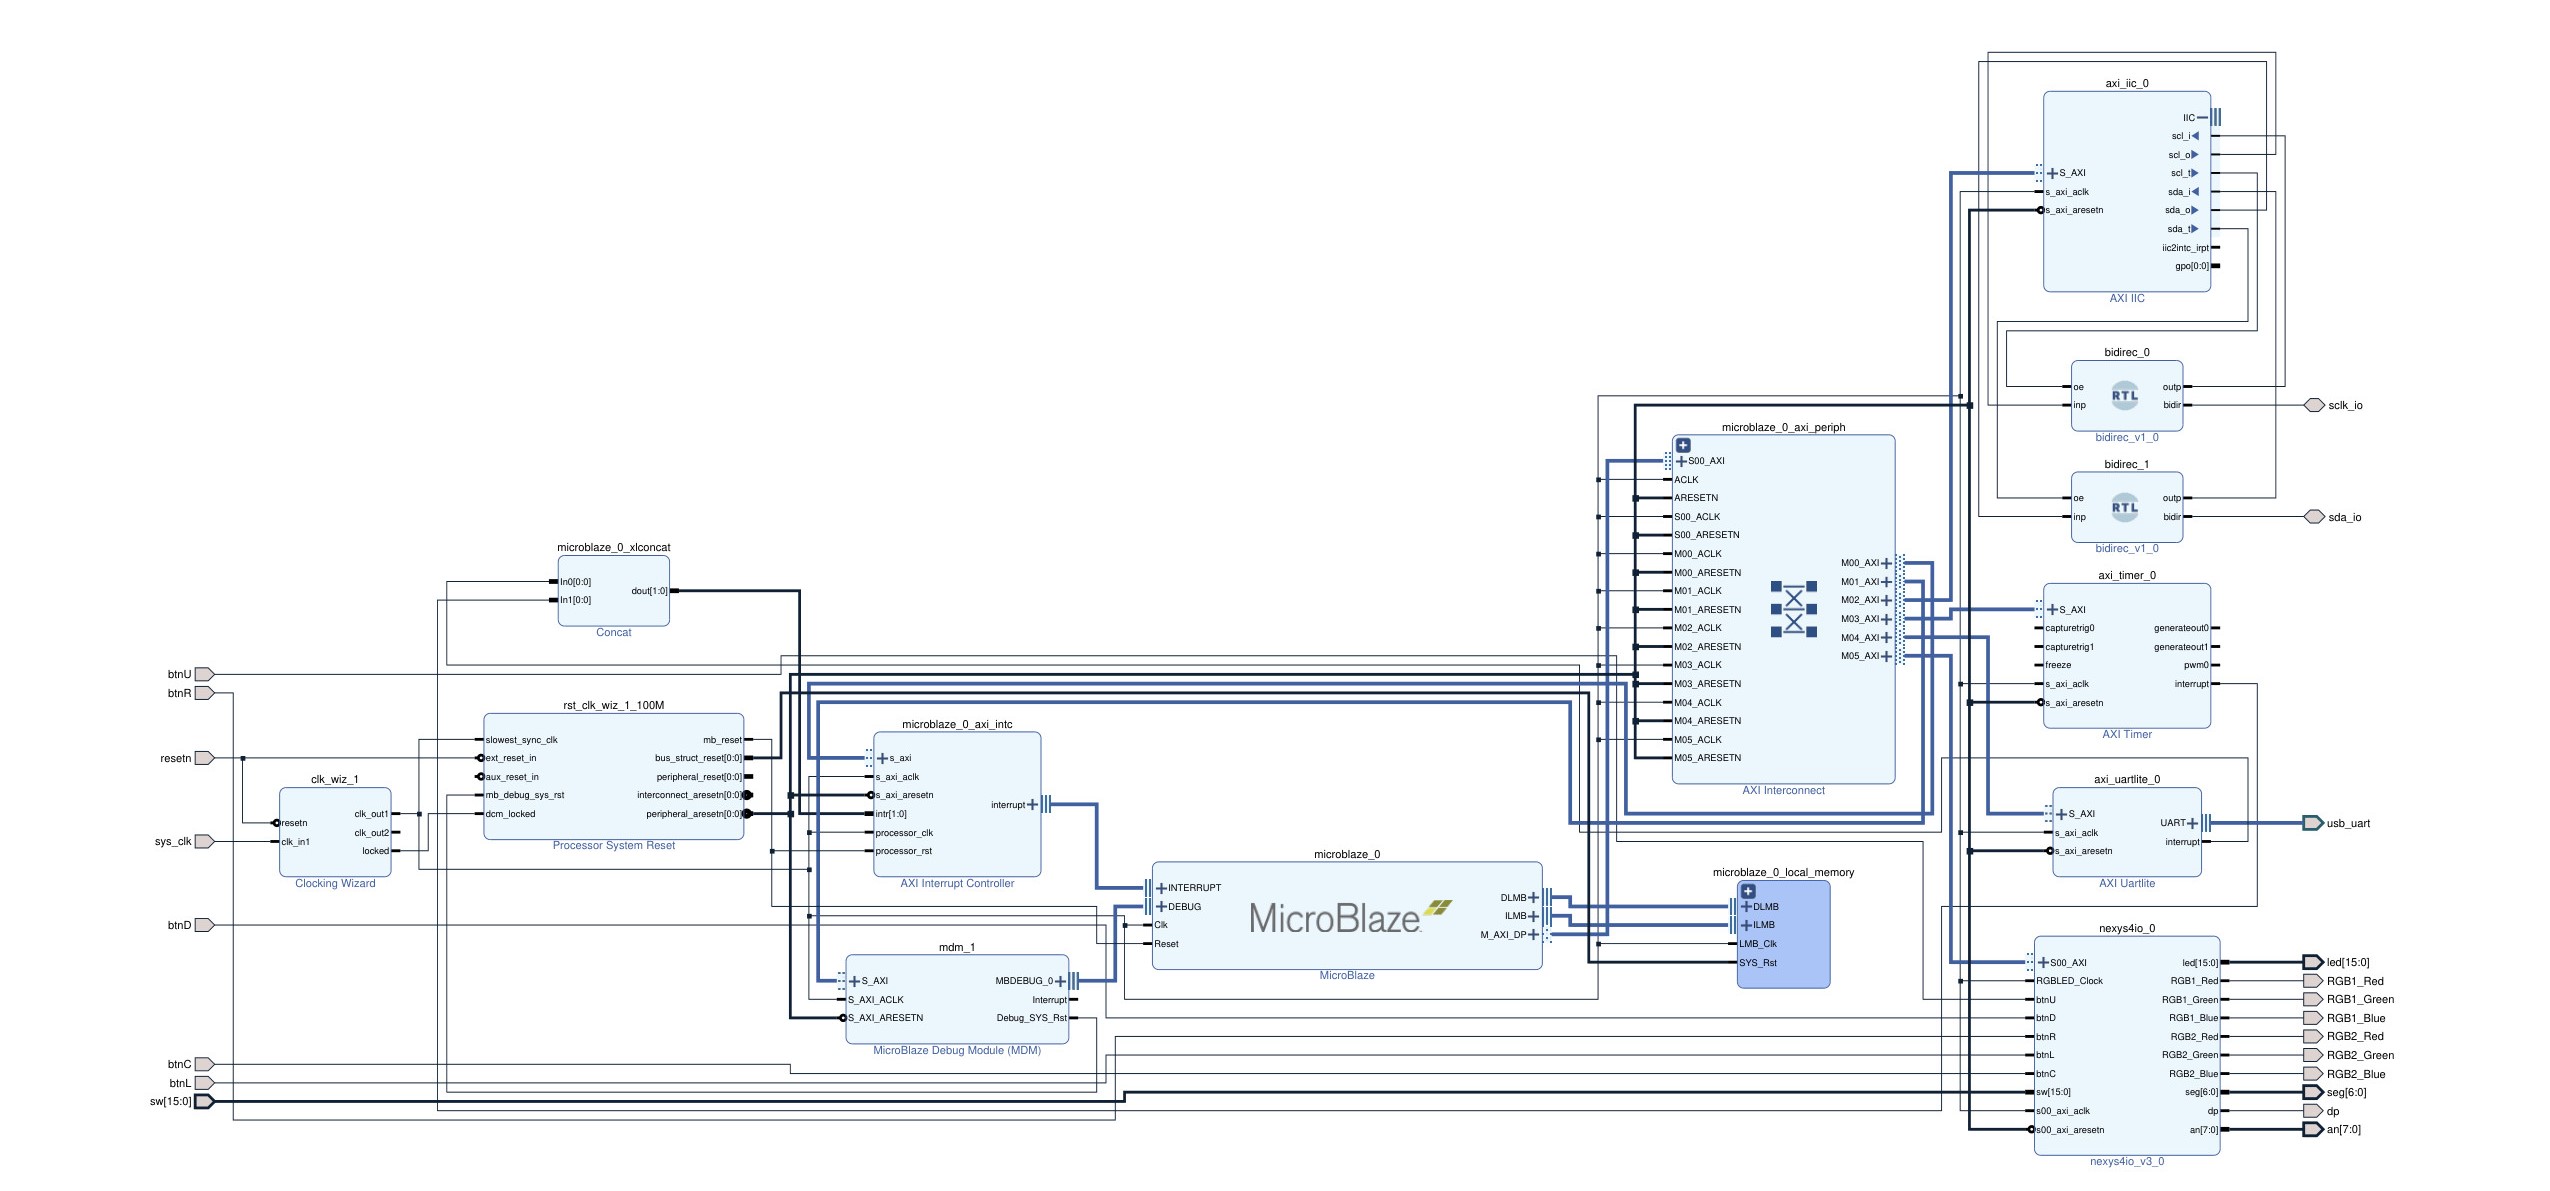 axi_iic_0
IIC
scl_i
scl_o
S_AXI
scl_t
s_axi_aclk
sda_i
s_axi_aresetn
sda_o
sda_t
iic2intc_irpt
gpo[0:0]
AXI IIC
bidirec_0
oe
outp
RTL
inp
bidir
bidirec_v1_0
sclk_io
bidirec_1
oe
outp
RTL
inp
bidir
bidirec_v1_0
sda_io
microblaze_0_axi_periph
S00_AXI
ACLK
ARESETN
S00_ACLK
S00_ARESETN
M00_ACLK
M00_ARESETN
M01_ACLK
M01_ARESETN
M02_ACLK
M02_ARESETN
M03_ACLK
M03_ARESETN
M04_ACLK
M04_ARESETN
M05_ACLK
M05_ARESETN
M00_AXI
M01_AXI
M02_AXI
M03_AXI
M04_AXI
M05_AXI
AXI Interconnect
axi_timer_0
S_AXI
capturetrig0
capturetrig1
freeze
s_axi_aclk
s_axi_aresetn
generateout0
generateout1
pwm0
interrupt
AXI Timer
microblaze_0_xlconcat
In0[0:0]
In1[0:0]
dout[1:0]
Concat
btnU
btnR
resetn
sys_clk
btnD
btnC
btnL
sw[15:0]
clk_wiz_1
resetn
clk_in1
clk_out1
clk_out2
locked
Clocking Wizard
rst_clk_wiz_1_100M
slowest_sync_clk
ext_reset_in
aux_reset_in
mb_debug_sys_rst
dcm_locked
mb_reset
bus_struct_reset[0:0]
peripheral_reset[0:0]
interconnect_aresetn[0:0]
peripheral_aresetn[0:0]
Processor System Reset
microblaze_0_axi_intc
s_axi
s_axi_aclk
s_axi_aresetn
intr[1:0]
processor_clk
processor_rst
interrupt
AXI Interrupt Controller
mdm_1
S_AXI
S_AXI_ACLK
S_AXI_ARESETN
MBDEBUG_0
Interrupt
Debug_SYS_Rst
MicroBlaze Debug Module (MDM)
microblaze_0
INTERRUPT
DEBUG
Clk
Reset
MicroBlaze
DLMB
ILMB
M_AXI_DP
MicroBlaze
microblaze_0_local_memory
DLMB
ILMB
LMB_Clk
SYS_Rst
axi_uartlite_0
S_AXI
s_axi_aclk
s_axi_aresetn
UART
interrupt
AXI Uartlite
usb_uart
nexys4io_0
S00_AXI
RGBLED_Clock
btnU
btnD
btnR
btnL
btnC
sw[15:0]
s00_axi_aclk
s00_axi_aresetn
led[15:0]
RGB1_Red
RGB1_Green
RGB1_Blue
RGB2_Red
RGB2_Green
RGB2_Blue
seg[6:0]
dp
an[7:0]
nexys4io_v3_0
led[15:0]
RGB1_Red
RGB1_Green
RGB1_Blue
RGB2_Red
RGB2_Green
RGB2_Blue
seg[6:0]
dp
an[7:0]